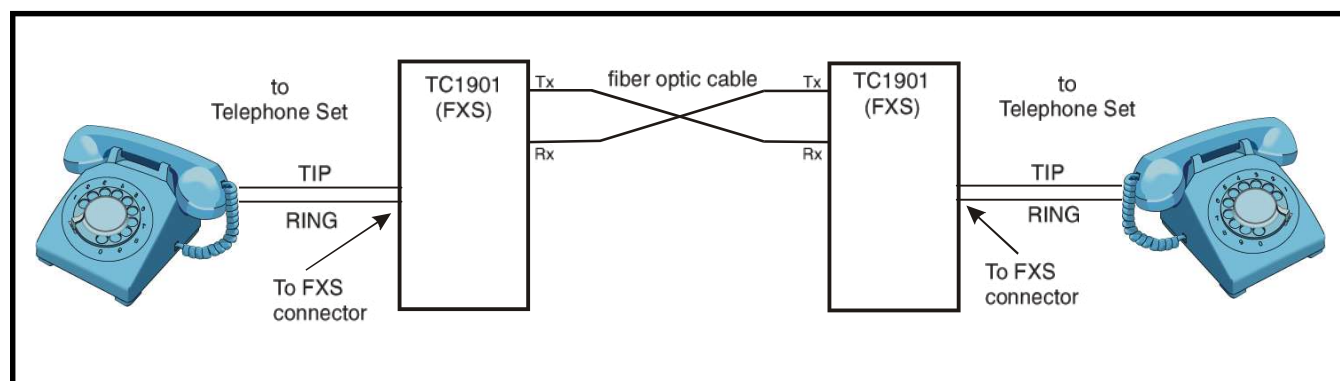 to
Telephone Set
TIP
RING
To FXS
connector
TC1901
(FXS)
Tx
Rx
fiber optic cable
TC1901
(FXS)
Tx
Rx
to
Telephone Set
TIP
RING
To FXS
connector